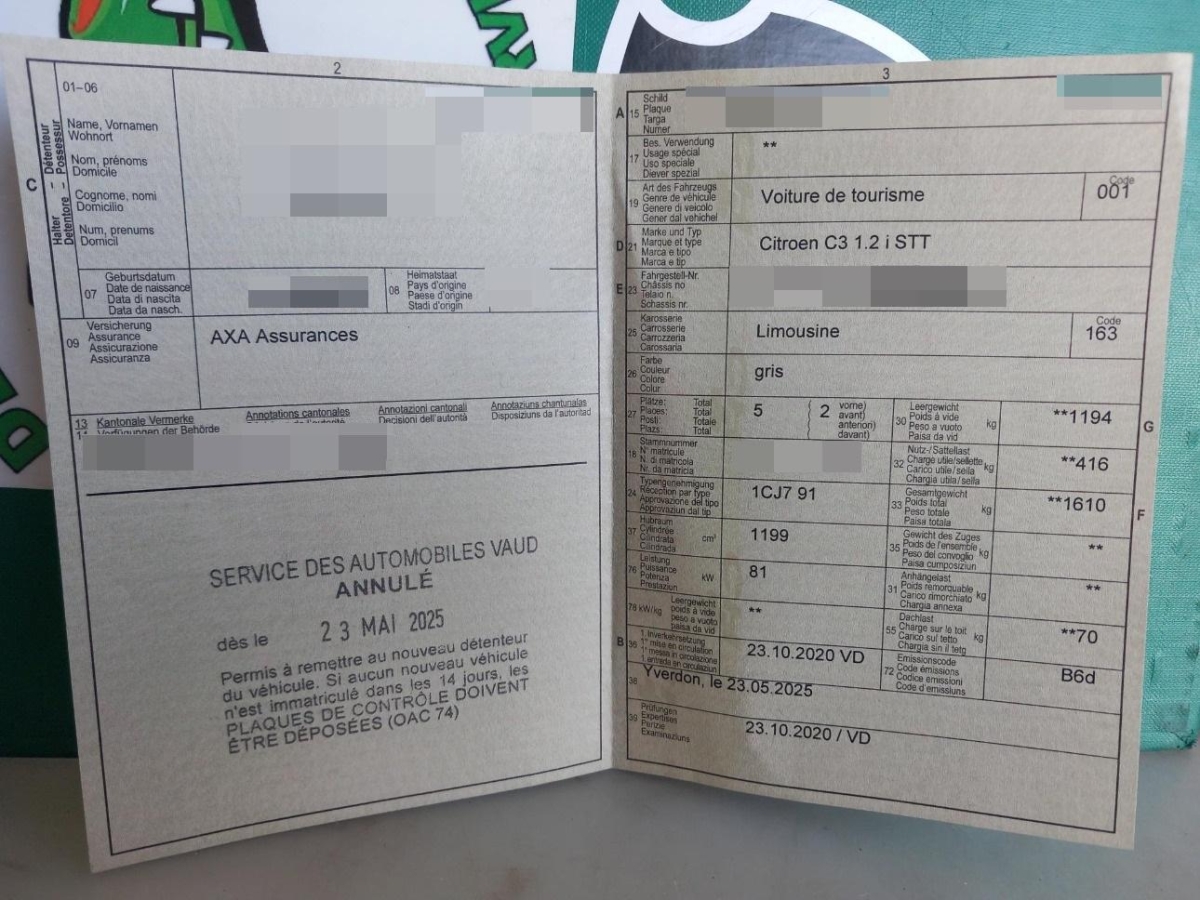 2
01–06
Halter – Détenteur
Detentore – Possessur
C
Name, Vornamen
Wohnort
Nom, prénoms
Domicile
Cognome, nomi
Domicilio
Num, prenums
Domicil
07
Geburtsdatum
Date de naissance
Data di nascita
Data da nasch.
08
Heimatstaat
Pays d'origine
Paese d'origine
Stadi d'origin
09
Versicherung
Assurance
Assicurazione
Assicuranza
AXA Assurances
13 Kantonale Vermerke
Annotations cantonales
Annotazioni cantonali
Annotaziuns chantunalas
14 Verfügungen der Behörde
Decisioni dell'autorità
Disposiziuns da l'autoritad
SERVICE DES AUTOMOBILES VAUD
ANNULÉ
dès le 23 MAI 2025
Permis à remettre au nouveau détenteur
du véhicule. Si aucun nouveau véhicule
n'est immatriculé dans les 14 jours, les
PLAQUES DE CONTRÔLE DOIVENT
ÊTRE DÉPOSÉES (OAC 74)
3
A 15
Schild
Plaque
Targa
Numer
17
Bes. Verwendung
Usage spécial
Uso speciale
Diever spezial
**
19
Art des Fahrzeugs
Genre de véhicule
Genere di veicolo
Gener dal vehichel
Voiture de tourisme
Code
001
D 21
Marke und Typ
Marque et type
Marca e tipo
Marca e tip
Citroen C3 1.2 i STT
E 23
Fahrgestell-Nr.
Châssis no
Telaio n.
Schassis nr.
25
Karosserie
Carrosserie
Carrozzeria
Carossaria
Limousine
Code
163
26
Farbe
Couleur
Colore
Colur
gris
27
Plätze: Total
Places: Total
Posti: Totale
Plazs: Total
5
2
vorne)
avant)
anteriori)
davant)
30
Leergewicht
Poids à vide
Peso a vuoto
Paisa da vid
kg
**1194
G
18
Stammnummer
N° matricule
N. di matricola
Nr. da matricla
32
Nutz-/Sattellast
Charge utile/sellette
Carico utile/sella
Chargia utila/sella
kg
**416
24
Typengenehmigung
Réception par type
Approvazione del tipo
Approvaziun dal tip
1CJ7 91
33
Gesamtgewicht
Poids total
Peso totale
Paisa totala
kg
**1610
F
37
Hubraum
Cylindrée
Cilindrata
Cilindrada
cm³
1199
35
Gewicht des Zuges
Poids de l'ensemble
Peso del convoglio
Paisa cumposiziun
kg
**
76
Leistung
Puissance
Potenza
Prestaziun
kW
81
31
Anhängelast
Poids remorquable
Carico rimorchiato
Chargia annexa
kg
**
78 kW/kg
Leergewicht
poids à vide
peso a vuoto
paisa da vid
**
55
Dachlast
Charge sur le toit
Carico sul tetto
Chargia sin il tetg
kg
**70
B 36
1. Inverkehrsetzung
1re mise en circulation
1a messa in circolazione
1. entrada en circulaziun
23.10.2020 VD
72
Emissionscode
Code émissions
Codice emissioni
Code d'emissiuns
B6d
38
Yverdon, le 23.05.2025
39
Prüfungen
Expertises
Perizie
Examinaziuns
23.10.2020 / VD